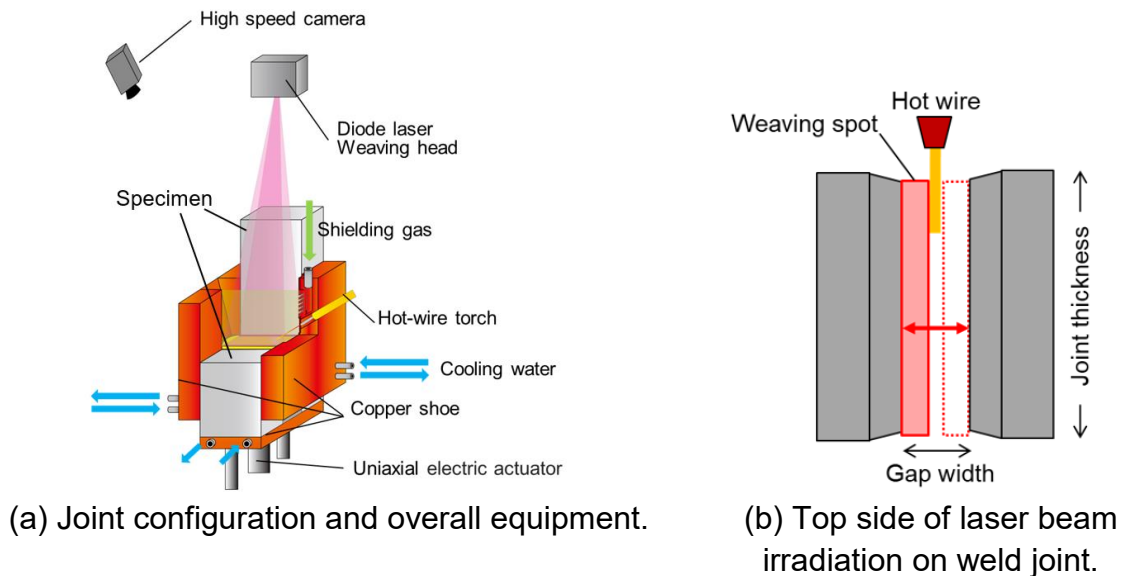 High speed camera
Diode laser
Weaving head
Specimen
Shielding gas
Hot-wire torch
Cooling water
Copper shoe
Uniaxial electric actuator
(a) Joint configuration and overall equipment.
Hot wire
Weaving spot
Joint thickness
Gap width
(b) Top side of laser beam
irradiation on weld joint.